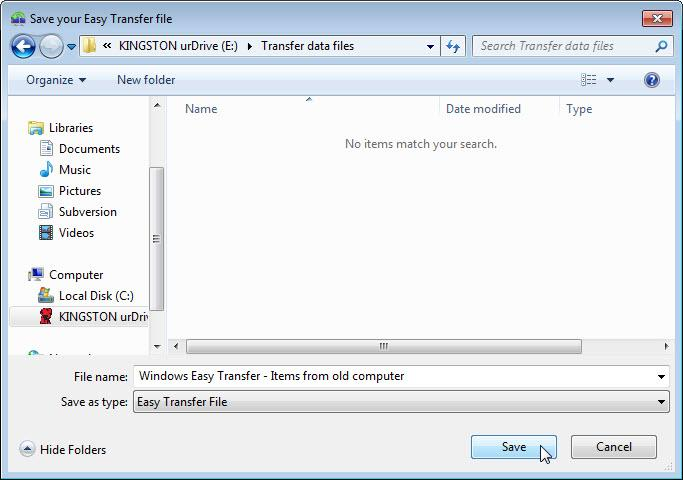 Save your Easy Transfer file
« KINGSTON urDrive (E:) Transfer data files Search Transfer data files
Organize New folder
Name Date modified Type
No items match your search.
Libraries
Documents
Music
Pictures
Subversion
Videos
Computer
Local Disk (C:)
KINGSTON urDriv
File name: Windows Easy Transfer - Items from old computer
Save as type: Easy Transfer File
Hide Folders Save Cancel